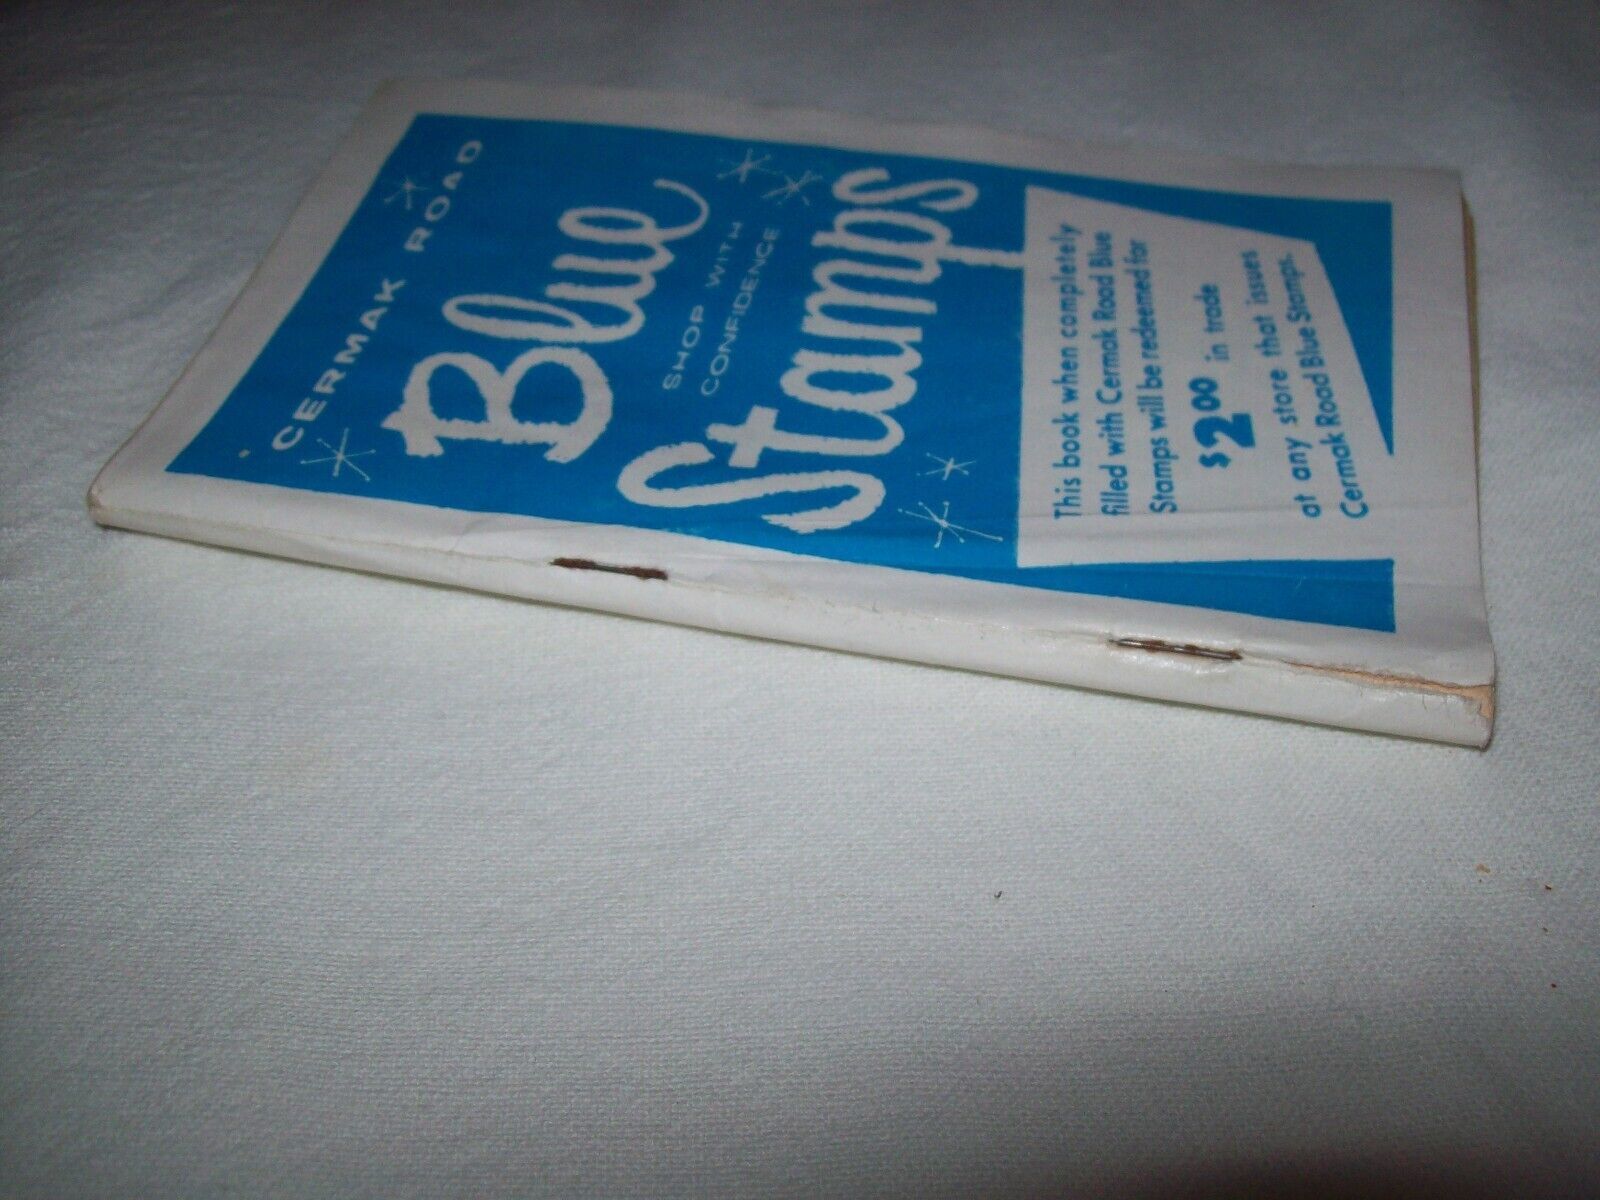 CERMAK ROAD
Blue
SHOP WITH
CONFIDENCE
Stamps
This book when completely
filled with Cermak Road Blue
Stamps will be redeemed for
$2.00 in trade
at any store that issues
Cermak Road Blue Stamps.